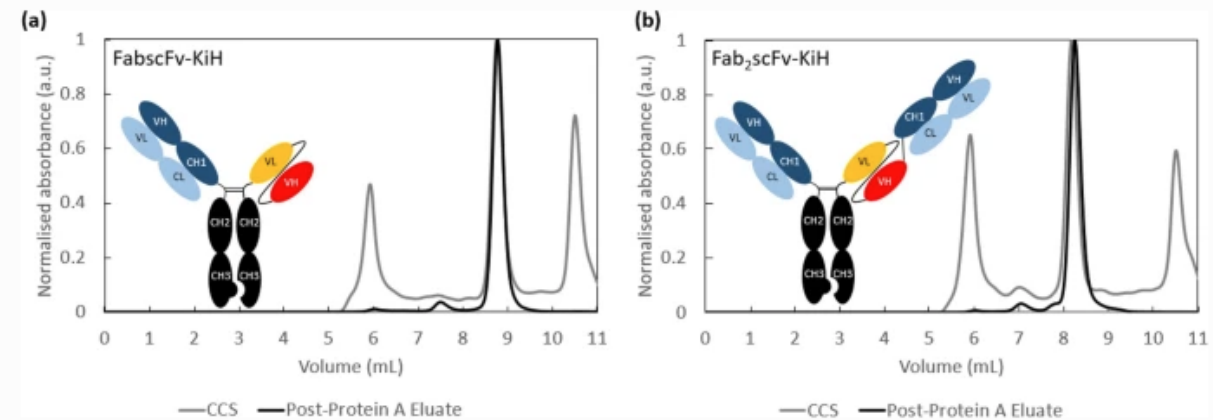 (a)
Normalised absorbance (a.u.)
1
0.8
0.6
0.4
0.2
0
FabscFv-KiH
VH
VL
CH1
CL
VL
VH
CH2 CH2
CH3 CH3
0 1 2 3 4 5 6 7 8 9 10 11
Volume (mL)
CCS Post-Protein A Eluate
(b)
Normalised absorbance (a.u.)
1
0.8
0.6
0.4
0.2
0
Fab₂scFv-KiH
VH
VL
CH1
CL
VL
VH
CH1
CL
VH
VL
CH2 CH2
CH3 CH3
0 1 2 3 4 5 6 7 8 9 10 11
Volume (mL)
CCS Post-Protein A Eluate